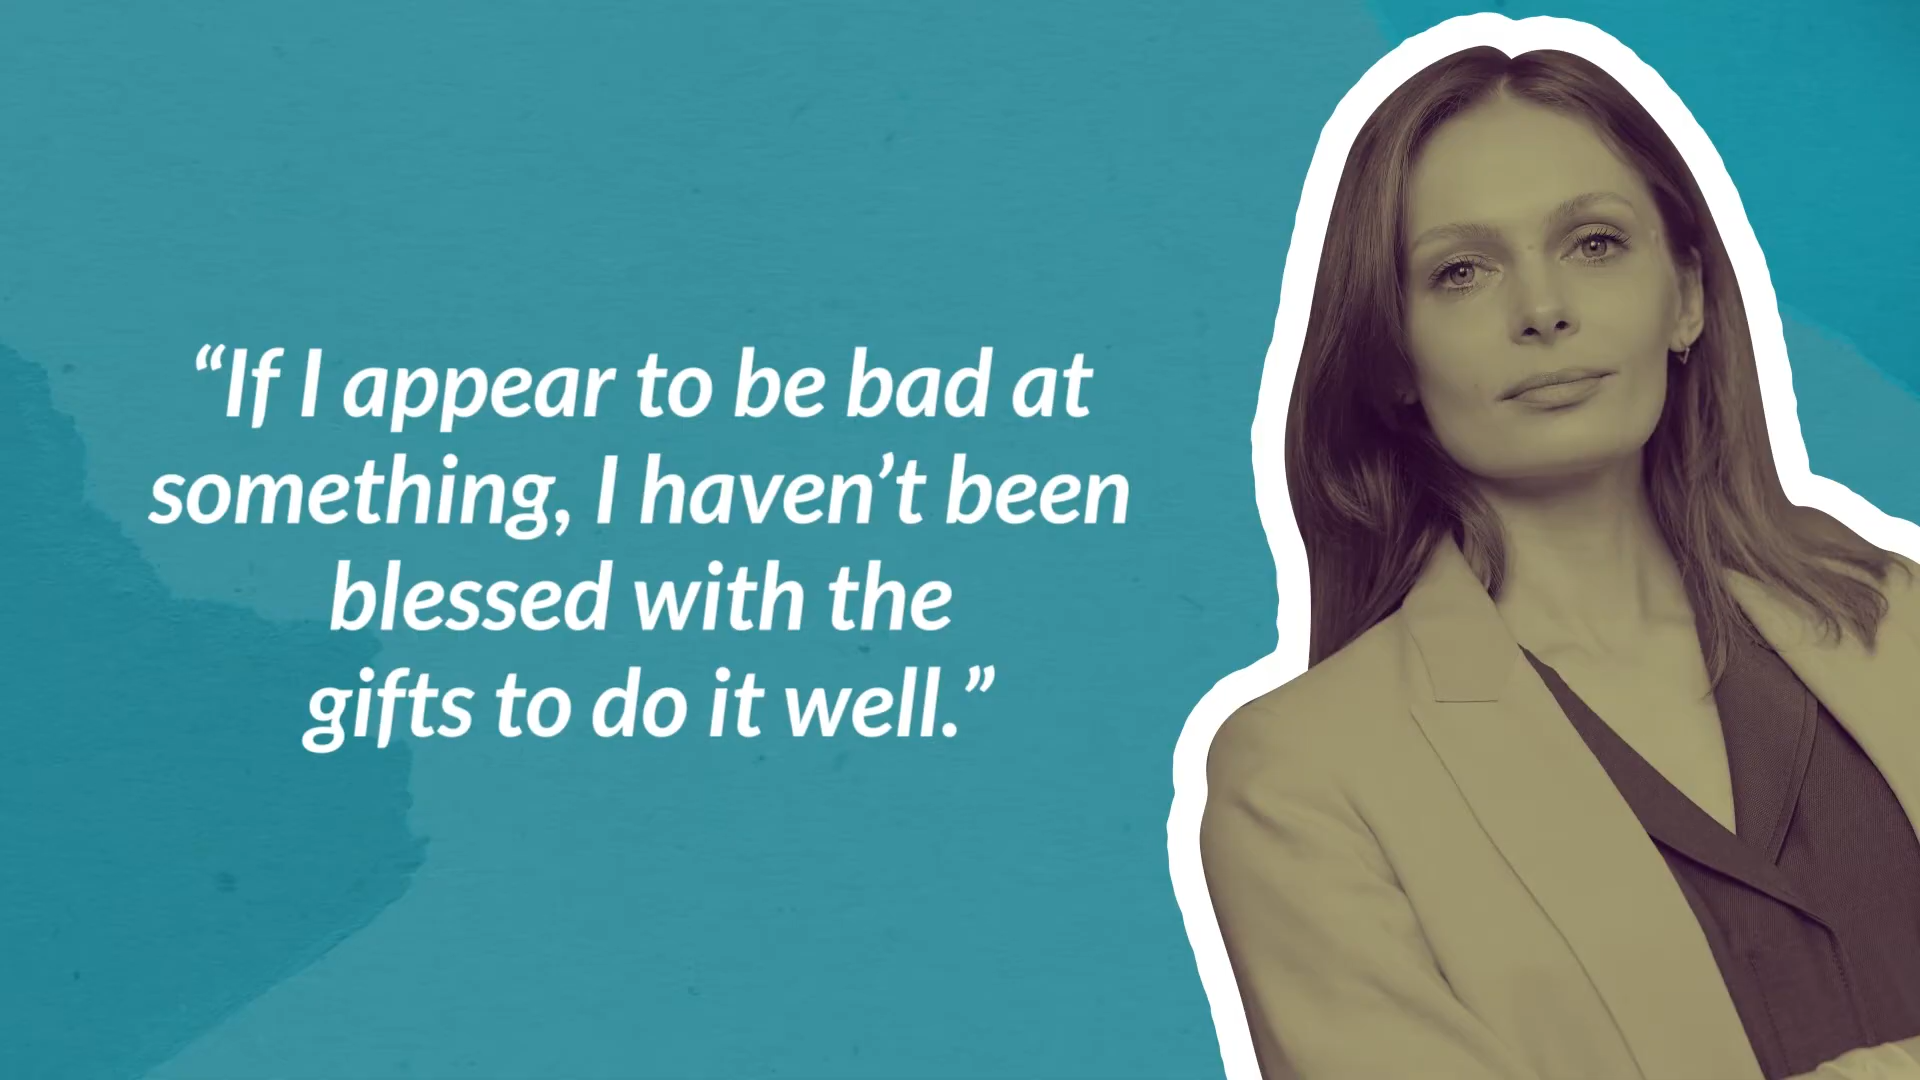 “If I appear to be bad at
something, I haven’t been
blessed with the
gifts to do it well.”